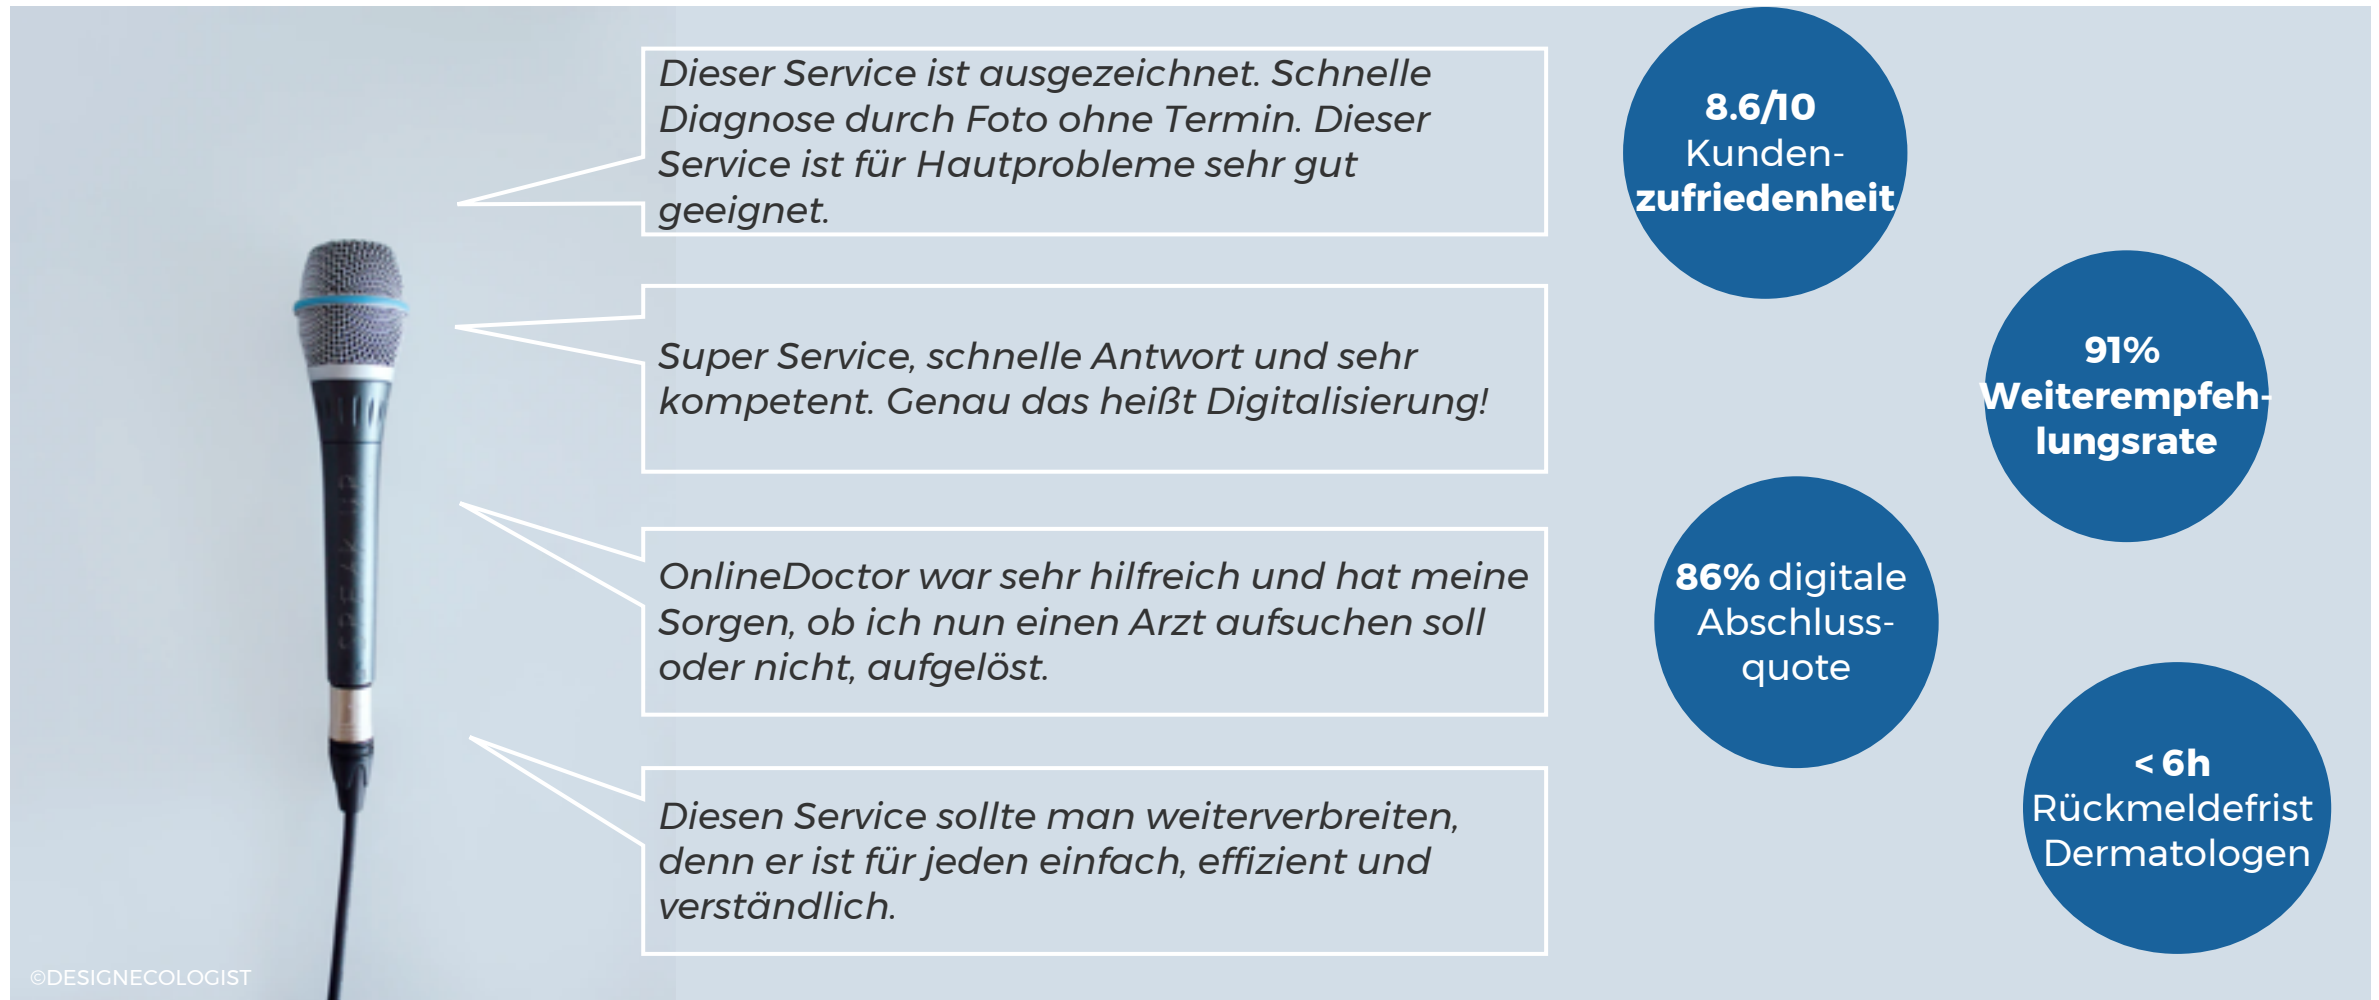 Dieser Service ist ausgezeichnet. Schnelle
Diagnose durch Foto ohne Termin. Dieser
Service ist für Hautprobleme sehr gut
geeignet.
Super Service, schnelle Antwort und sehr
kompetent. Genau das heißt Digitalisierung!
OnlineDoctor war sehr hilfreich und hat meine
Sorgen, ob ich nun einen Arzt aufsuchen soll
oder nicht, aufgelöst.
Diesen Service sollte man weiterverbreiten,
denn er ist für jeden einfach, effizient und
verständlich.
8.6/10
Kunden-
zufriedenheit
91%
Weiterempfeh-
lungsrate
86% digitale
Abschluss-
quote
< 6h
Rückmeldefrist
Dermatologen
SPEAK UP
©DESIGNECOLOGIST